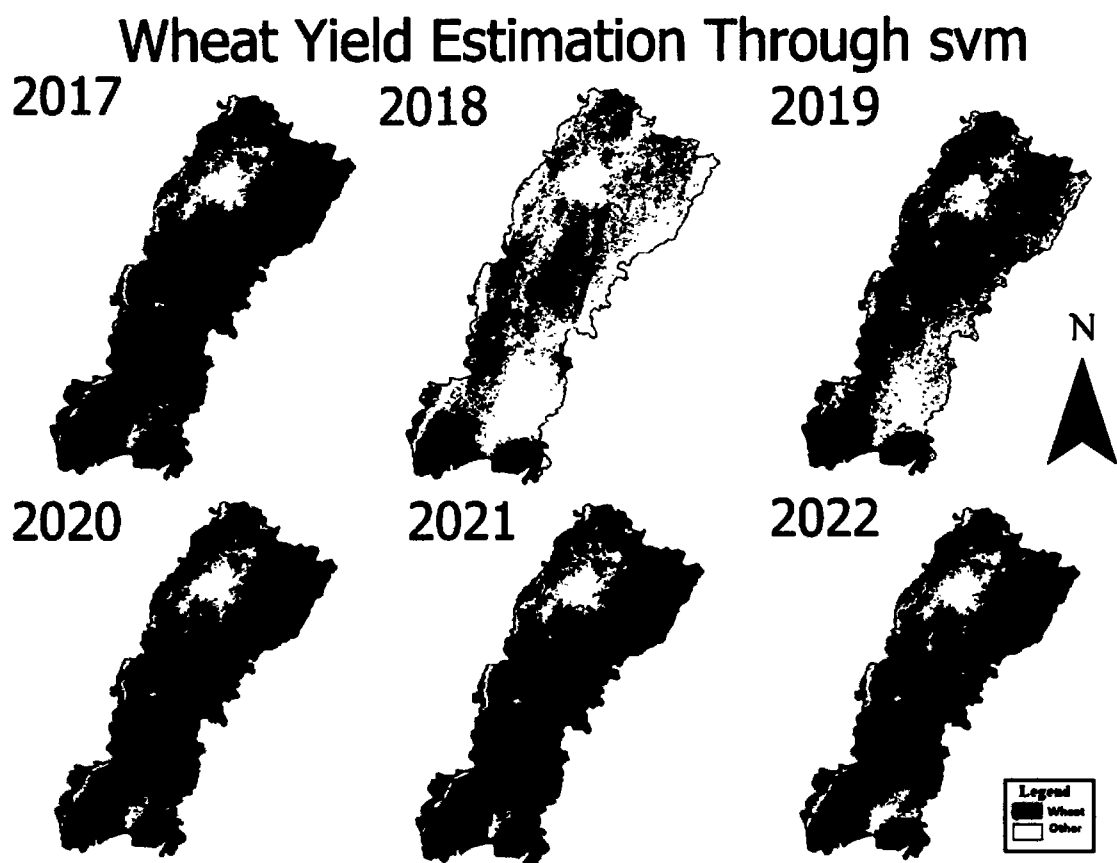 Wheat Yield Estimation Through svm
2017
2018
2019
N
2020
2021
2022
Legend
Wheat
Other